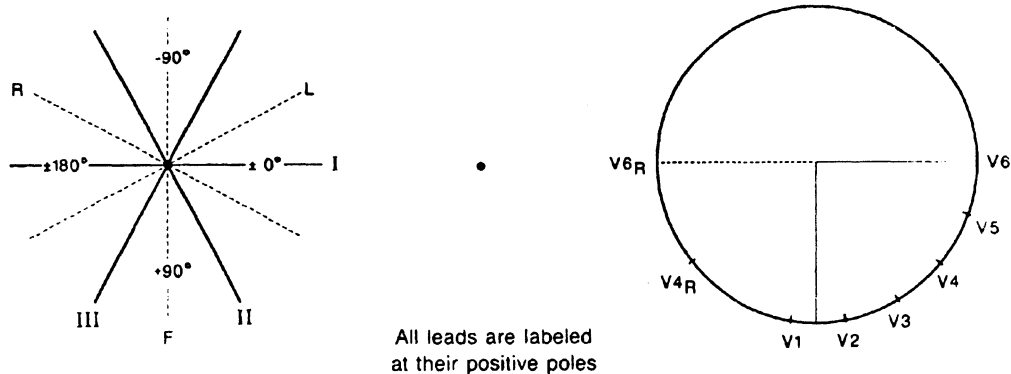 -90°
R
L
±180°
± 0°
I
+90°
III
II
F
All leads are labeled
at their positive poles
V6R
V6
V5
V4R
V4
V3
V1
V2